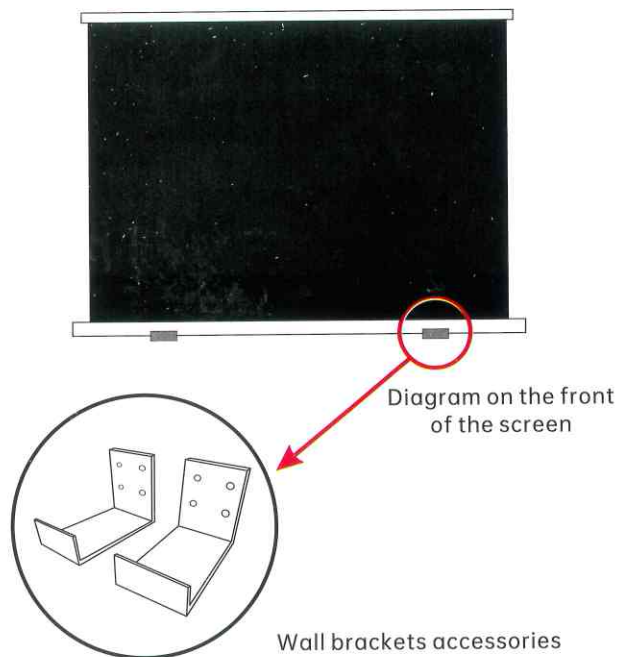 Diagram on the front
of the screen
Wall brackets accessories